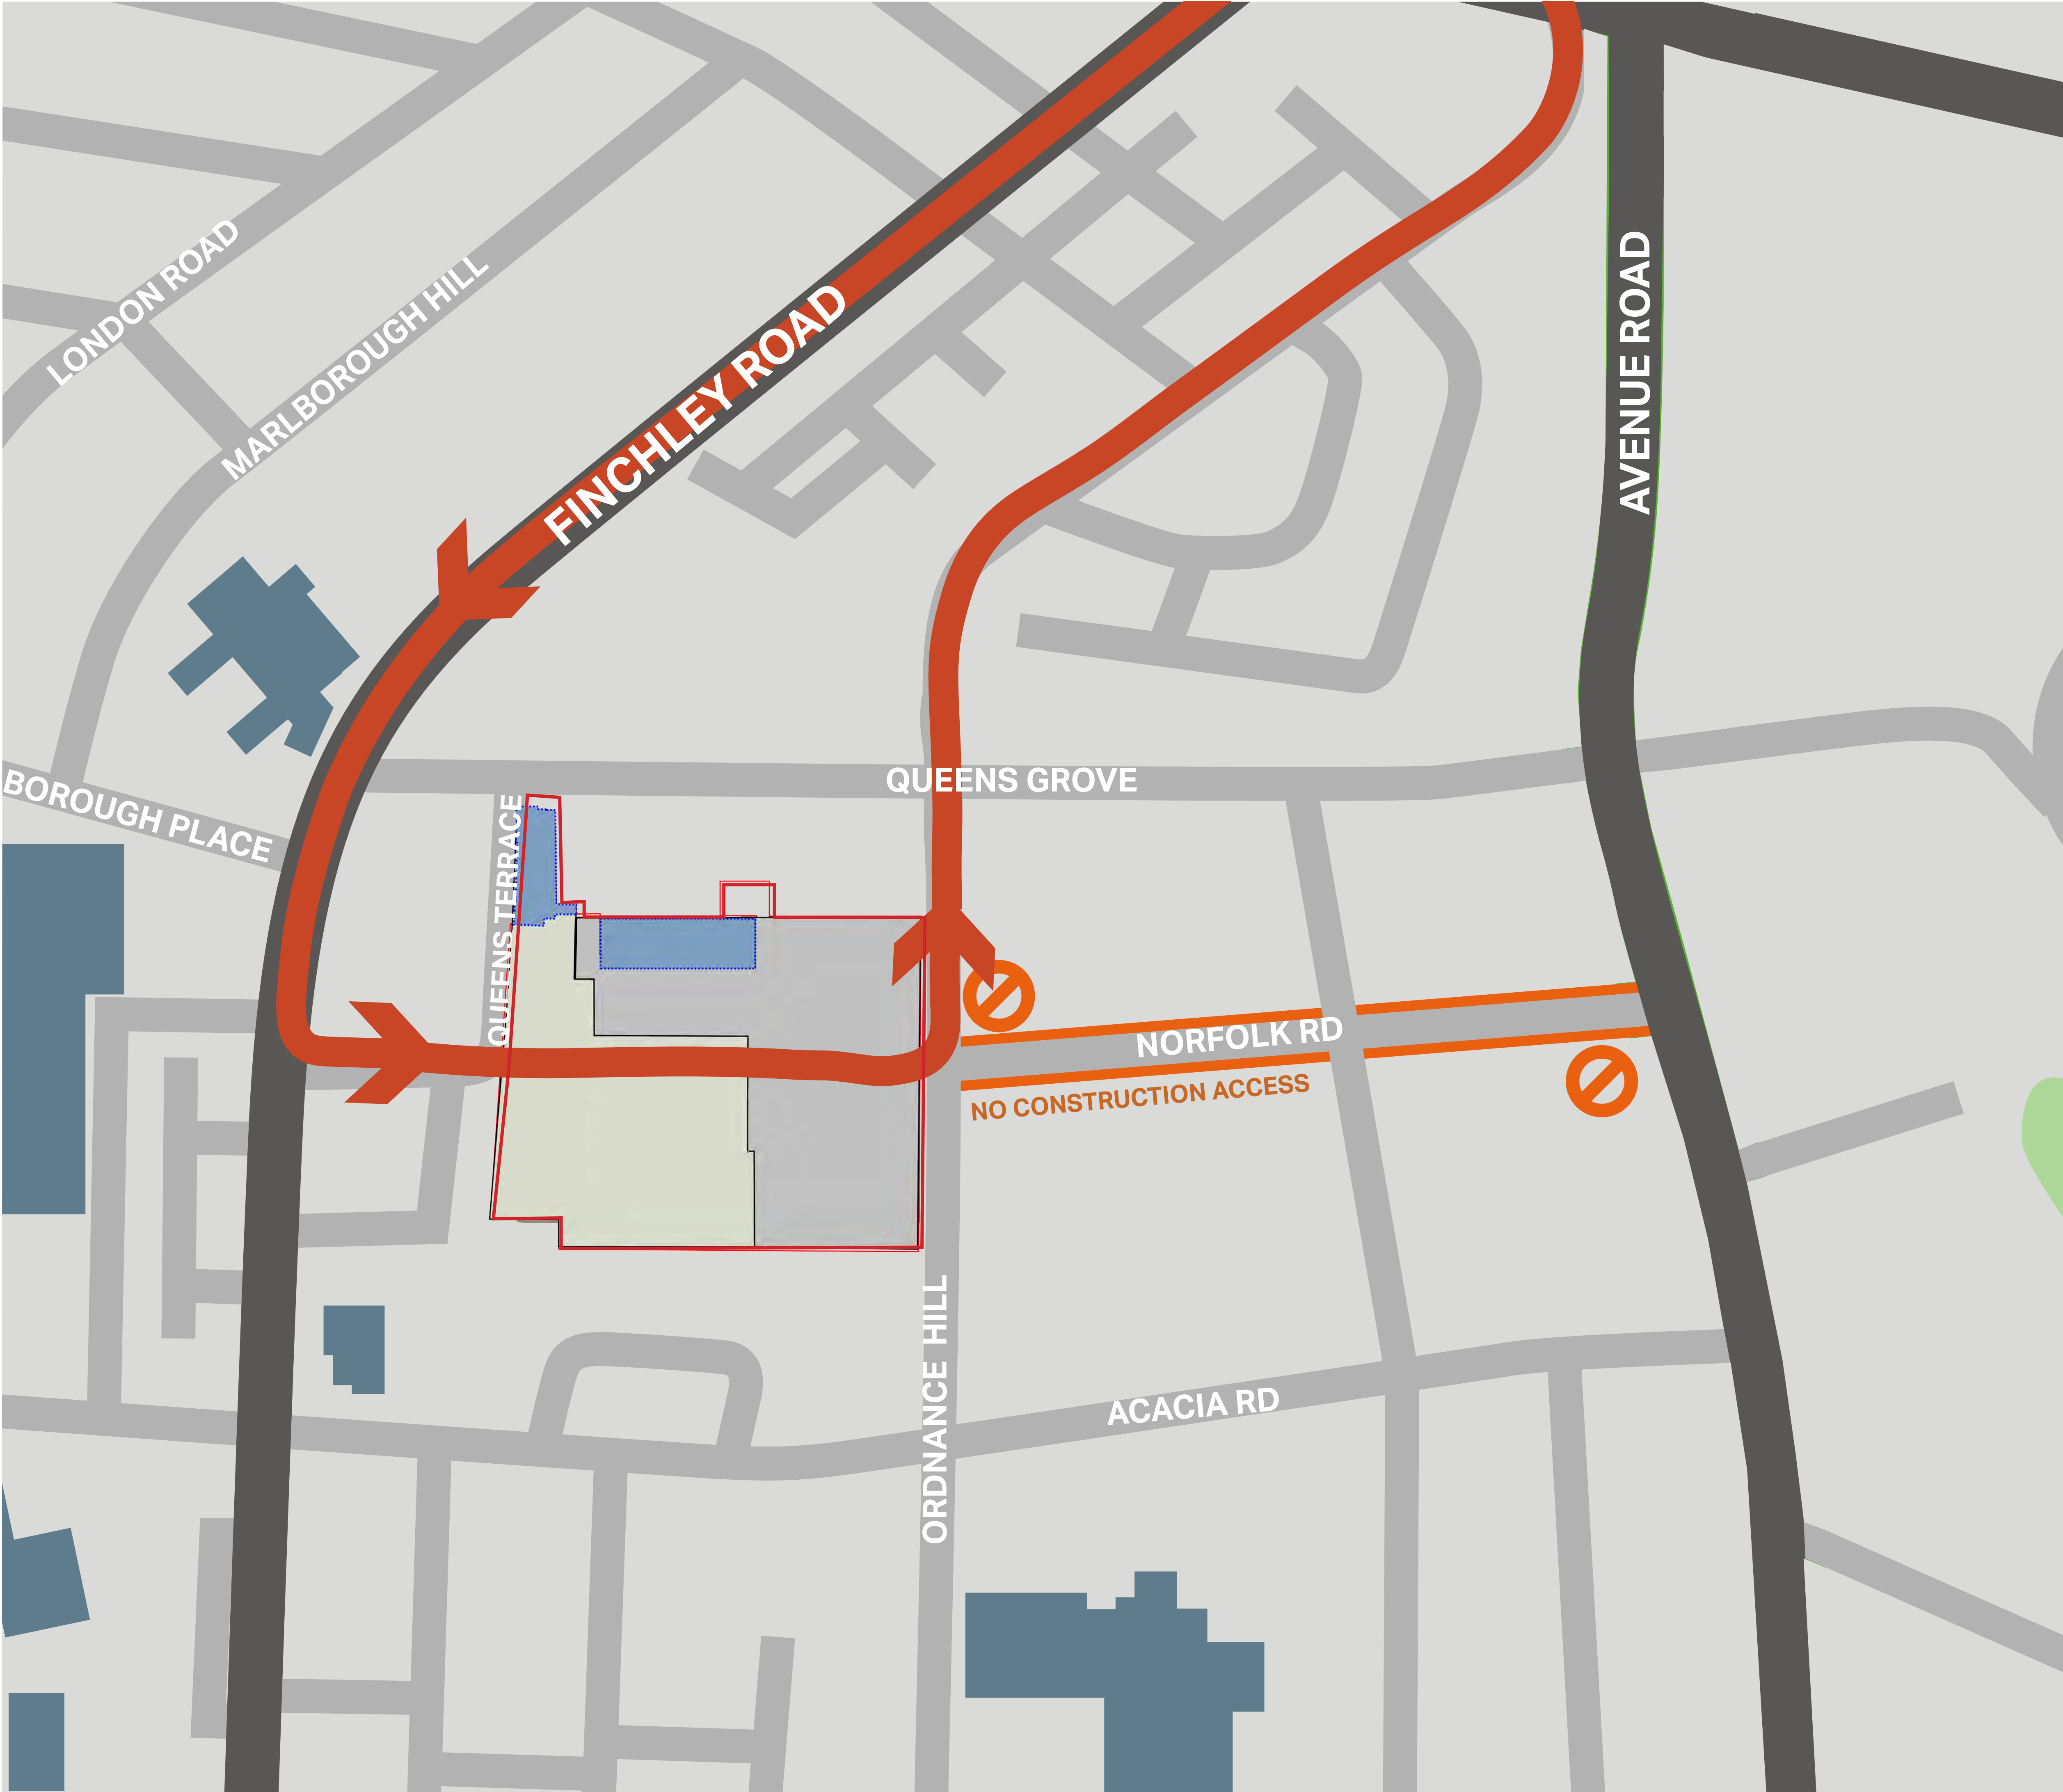 LONDON ROAD
MARLBOROUGH HILL
FINCHLEY ROAD
AVENUE ROAD
QUEENS GROVE
BOROUGH PLACE
QUEENS TERRACE
NORFOLK RD
NO CONSTRUCTION ACCESS
ORDNANCE HILL
ACACIA RD